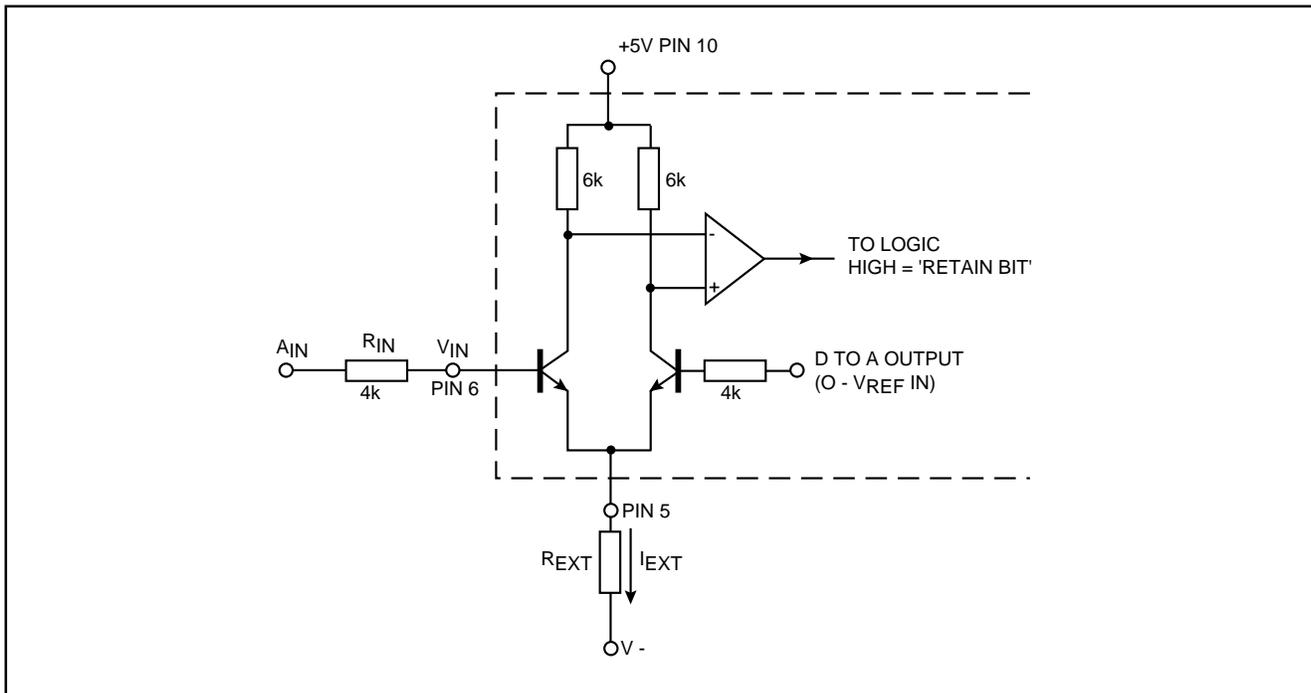 +5V PIN 10
6k
6k
-
+
TO LOGIC
HIGH = 'RETAIN BIT'
AIN
RIN
4k
VIN
PIN 6
4k
D TO A OUTPUT
(O - VREF IN)
PIN 5
REXT
IEXT
V -